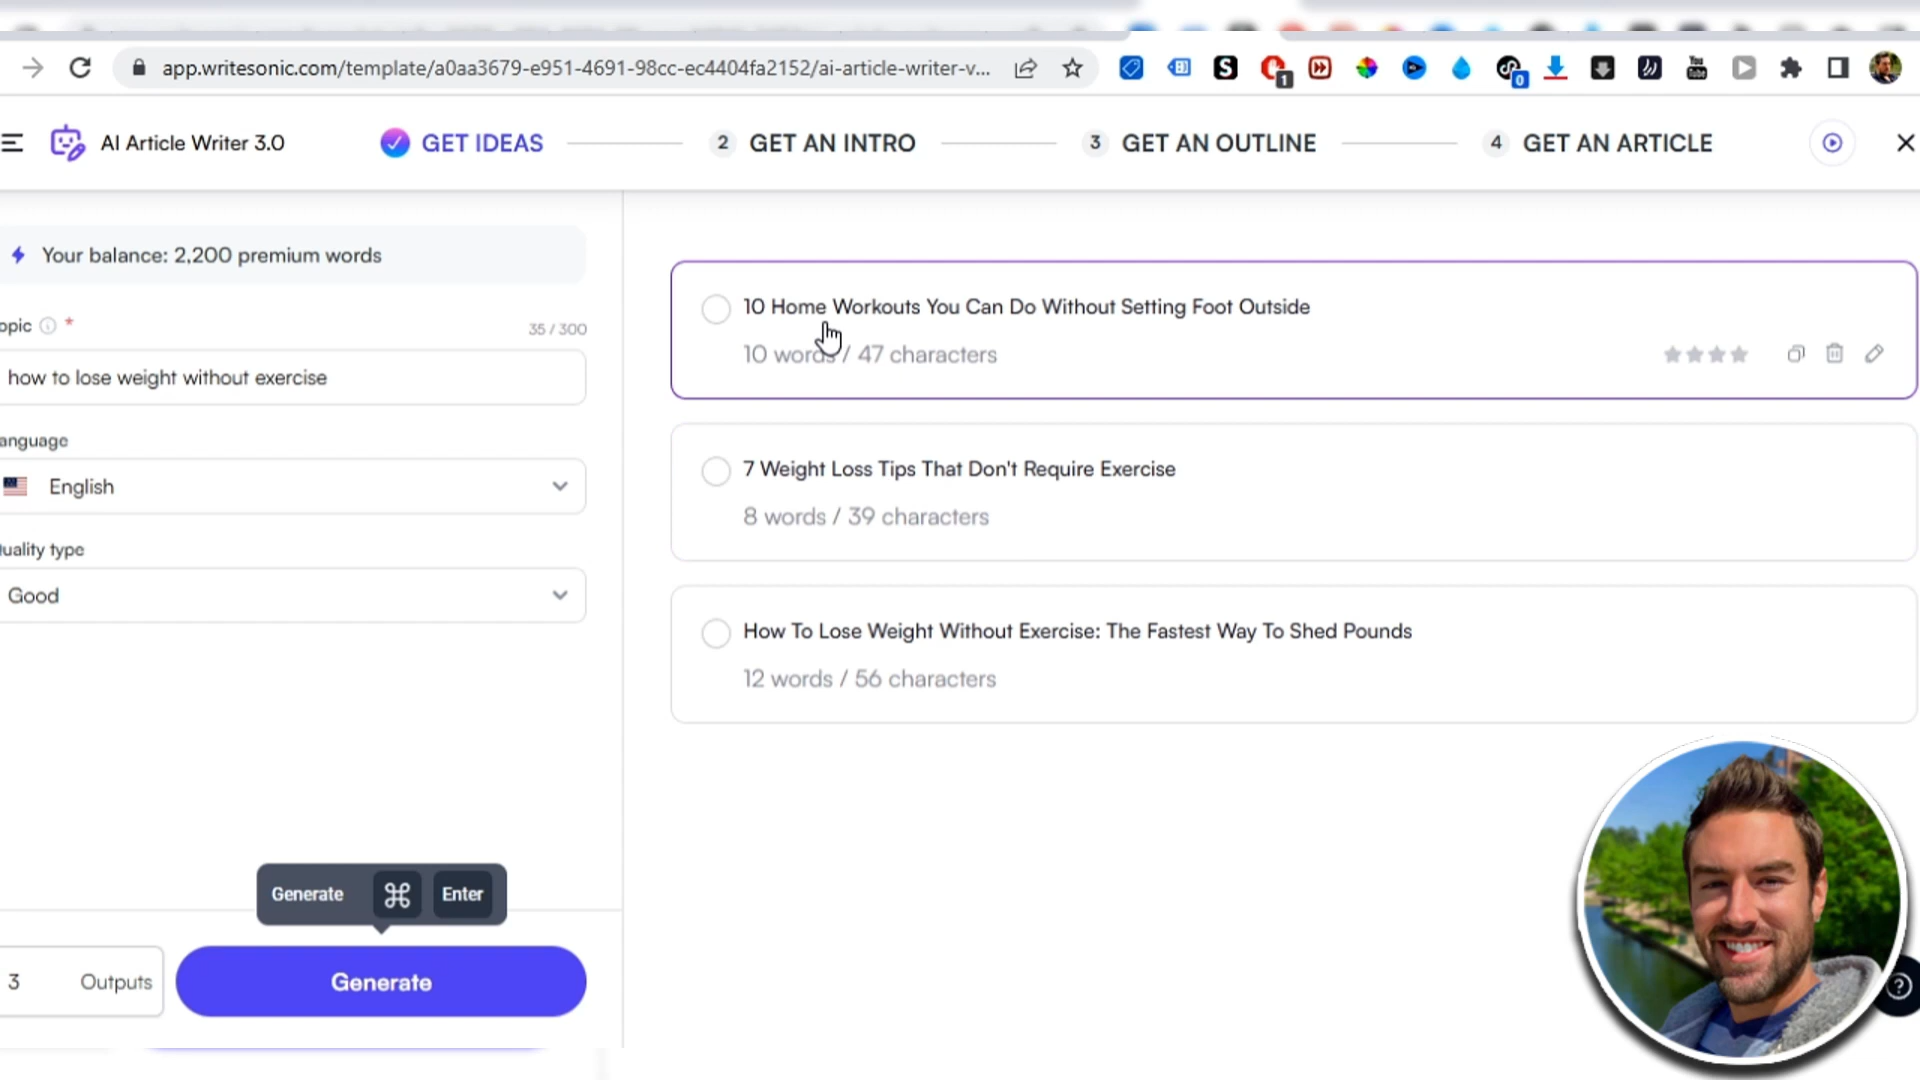 app.writesonic.com/template/a0aa3679-e951-4691-98cc-ec4404fa2152/ai-article-writer-v...
S
1
0
You
Tube
AI Article Writer 3.0
GET IDEAS
2 GET AN INTRO
3 GET AN OUTLINE
4 GET AN ARTICLE
Your balance: 2,200 premium words
opic *
35 / 300
how to lose weight without exercise
anguage
English
uality type
Good
Generate ⌘ Enter
3 Outputs
Generate
10 Home Workouts You Can Do Without Setting Foot Outside
10 words / 47 characters
7 Weight Loss Tips That Don't Require Exercise
8 words / 39 characters
How To Lose Weight Without Exercise: The Fastest Way To Shed Pounds
12 words / 56 characters
?